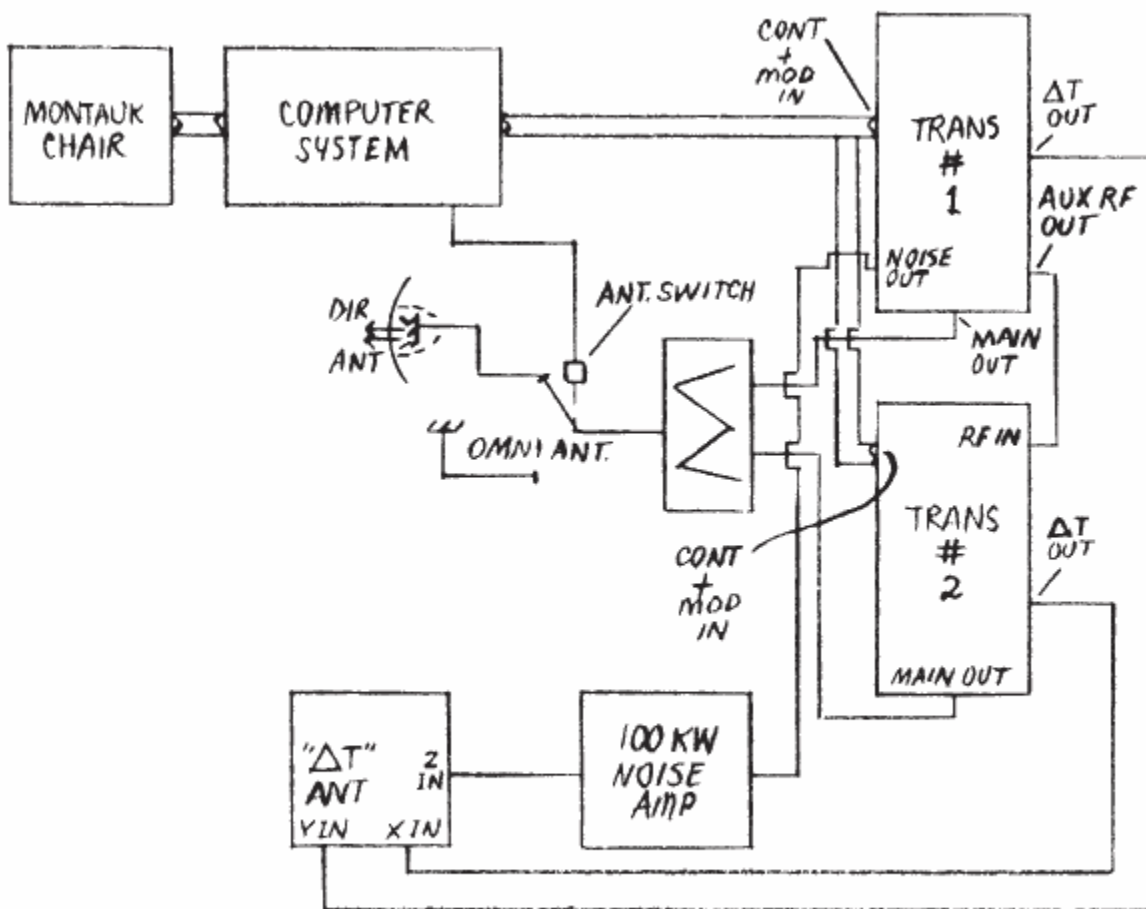 MONTAUK
CHAIR
COMPUTER
SYSTEM
CONT
+
MOD
IN
TRANS
#
1
ΔT
OUT
AUX RF
OUT
NOISE
OUT
MAIN
OUT
DIR
ANT
ANT. SWITCH
OMNI ANT.
RF IN
TRANS
#
2
ΔT
OUT
CONT
+
MOD
IN
MAIN OUT
"ΔT"
ANT
Z
IN
Y IN
X IN
100 KW
NOISE
AMP